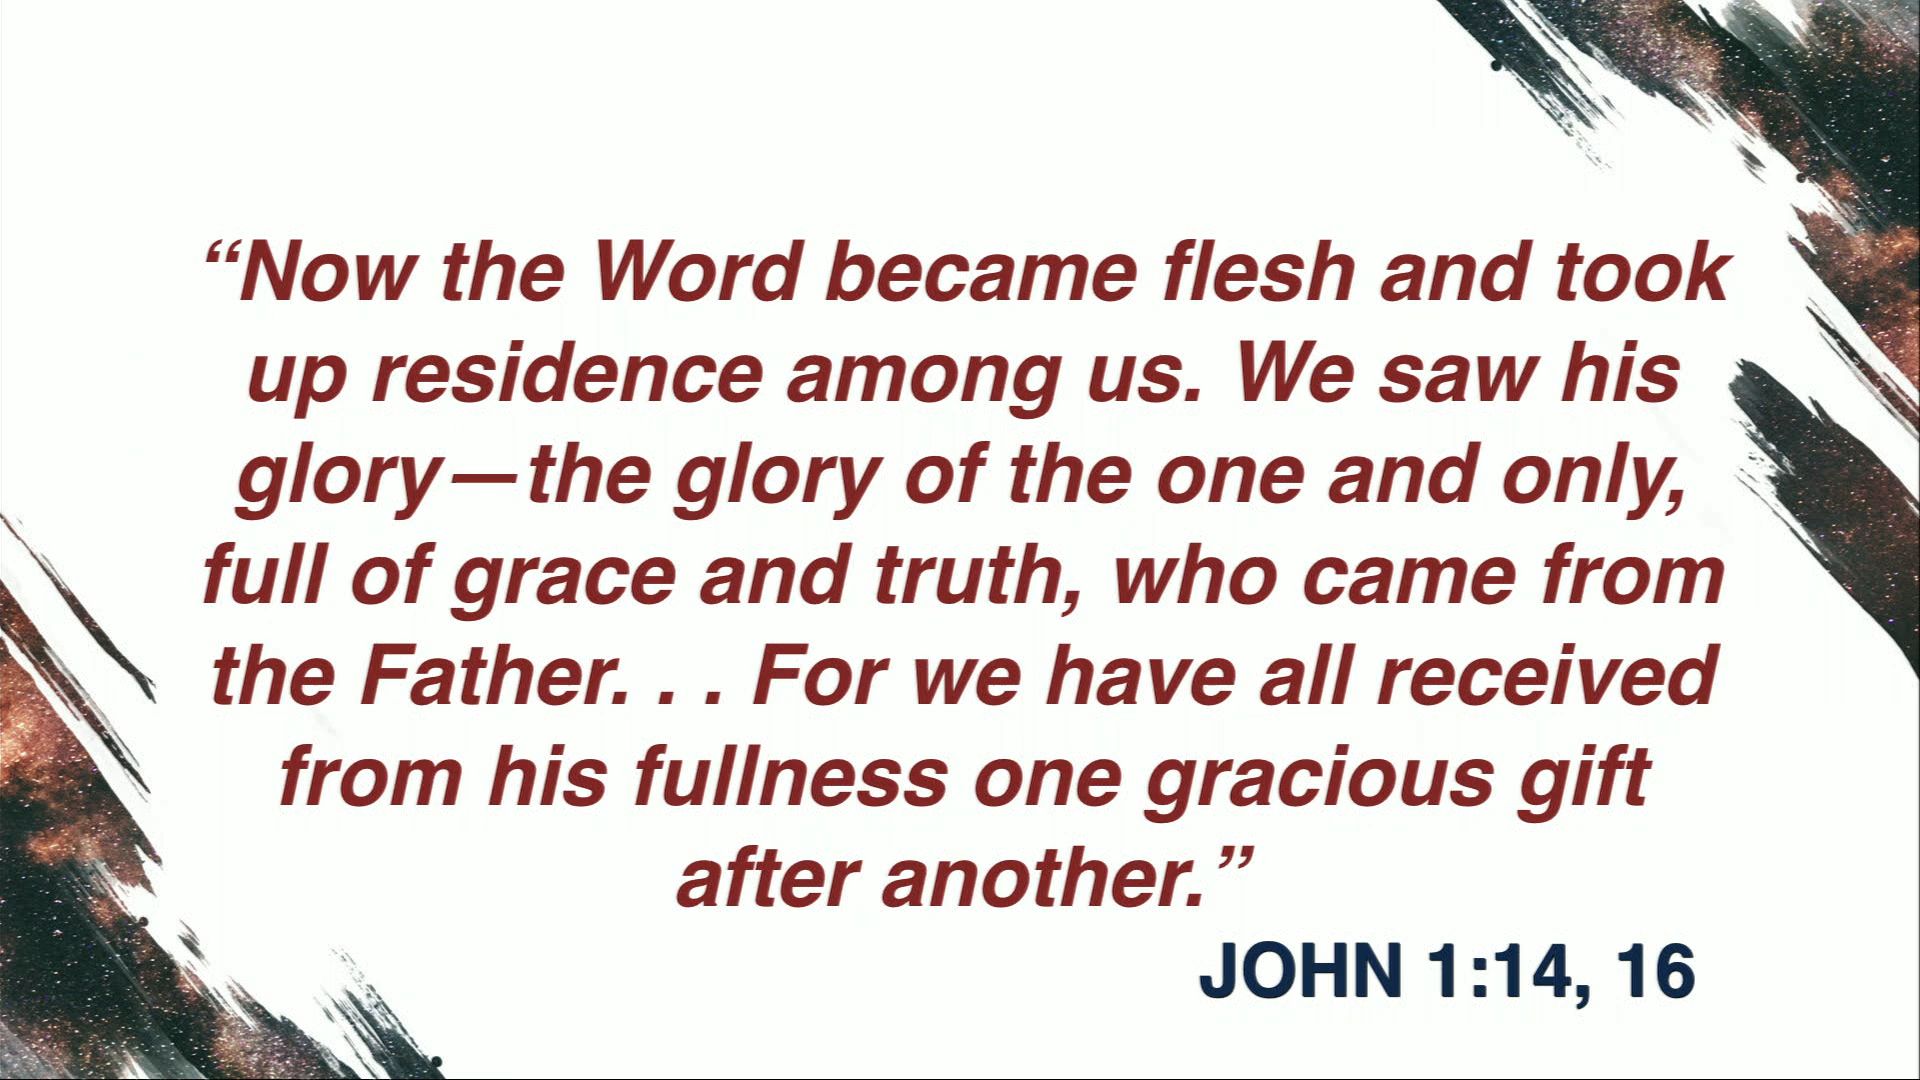 “Now the Word became flesh and took
up residence among us. We saw his
glory—the glory of the one and only,
full of grace and truth, who came from
the Father. . . For we have all received
from his fullness one gracious gift
after another.”
JOHN 1:14, 16